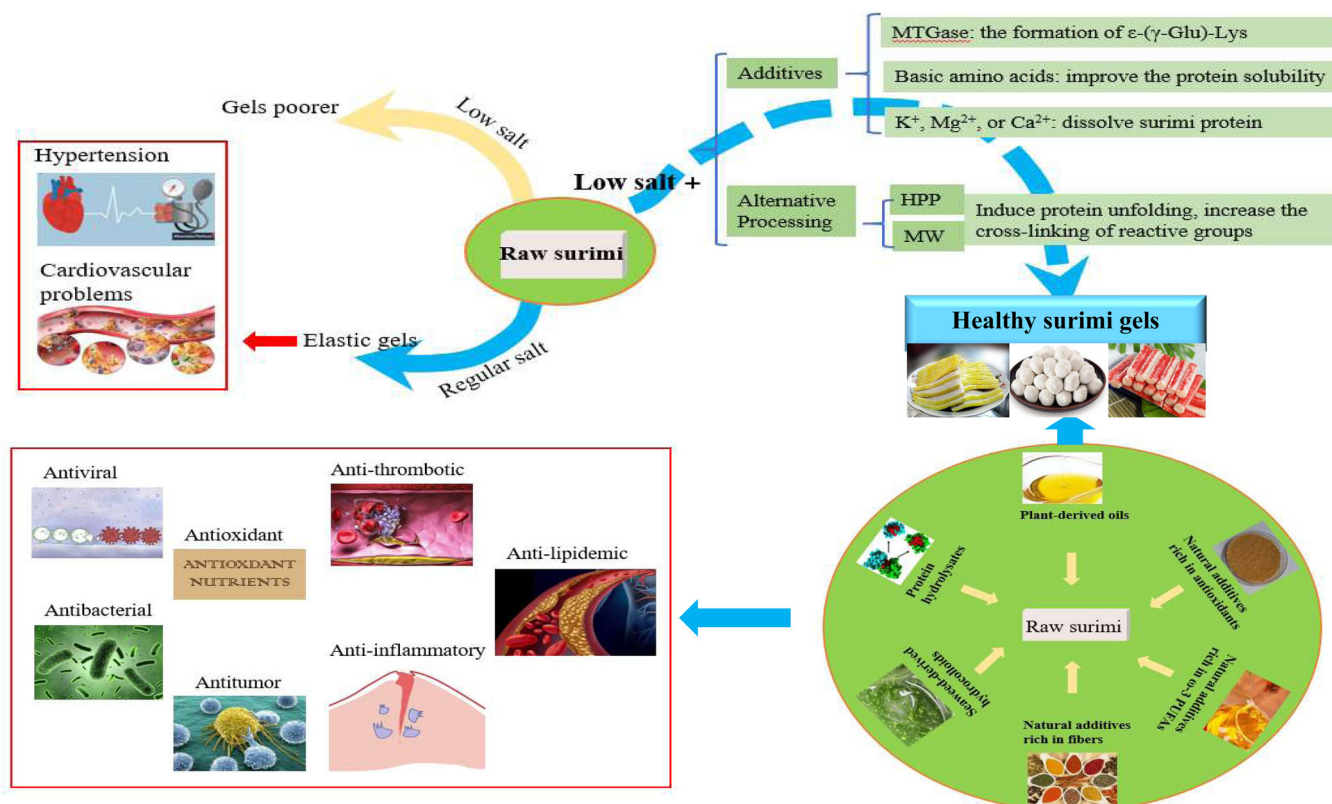 Gels poorer
Low salt
Hypertension
Cardiovascular
problems
Elastic gels
Regular salt
Raw surimi
Low salt +
Additives
MTGase: the formation of ε-(γ-Glu)-Lys
Basic amino acids: improve the protein solubility
K⁺, Mg²⁺, or Ca²⁺: dissolve surimi protein
Alternative
Processing
HPP
MW
Induce protein unfolding, increase the
cross-linking of reactive groups
Healthy surimi gels
Plant-derived oils
Natural additives
rich in antioxidants
Natural additives
rich in ω-3 PUFAs
Natural additives
rich in fibers
Seaweed-derived
hydrocolloids
Protein
hydrolysates
Raw surimi
Antiviral
Antioxidant
ANTIOXDANT
NUTRIENTS
Anti-thrombotic
Anti-lipidemic
Antibacterial
Antitumor
Anti-inflammatory